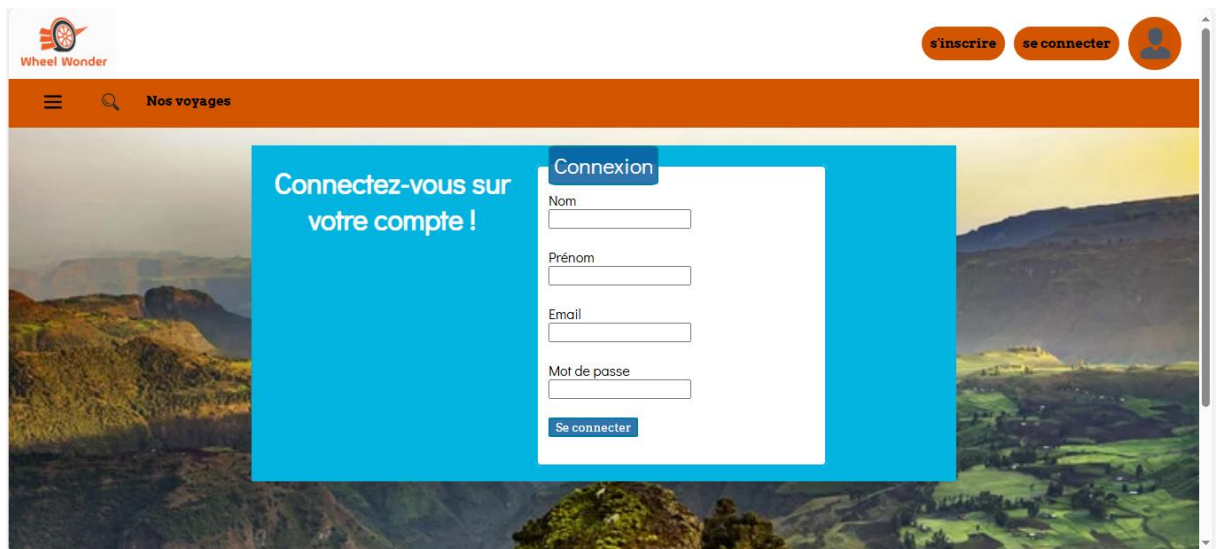 Wheel Wonder
s'inscrire
se connecter
Nos voyages
Connectez-vous sur
votre compte !
Connexion
Nom
Prénom
Email
Mot de passe
Se connecter